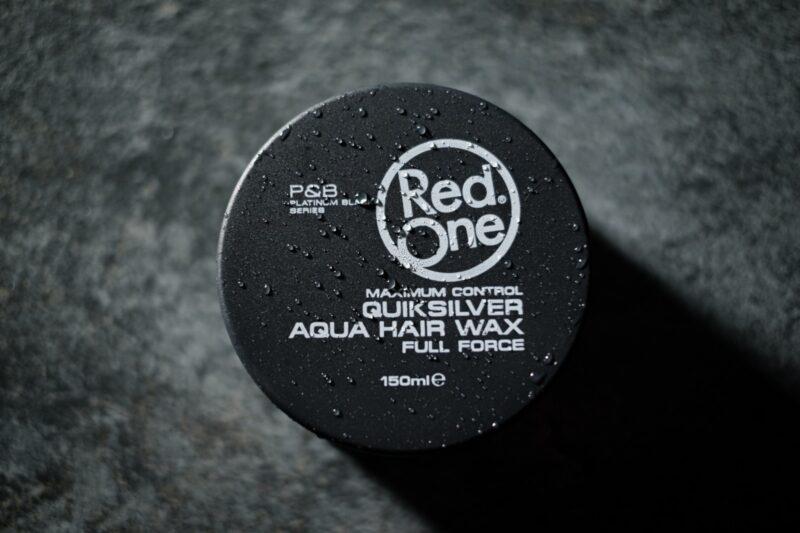 P&B
PLATINUM
SERIES
Red.
One
MAXIMUM CONTROL
QUIKSILVER
AQUA HAIR WAX
FULL FORCE
150ml℮